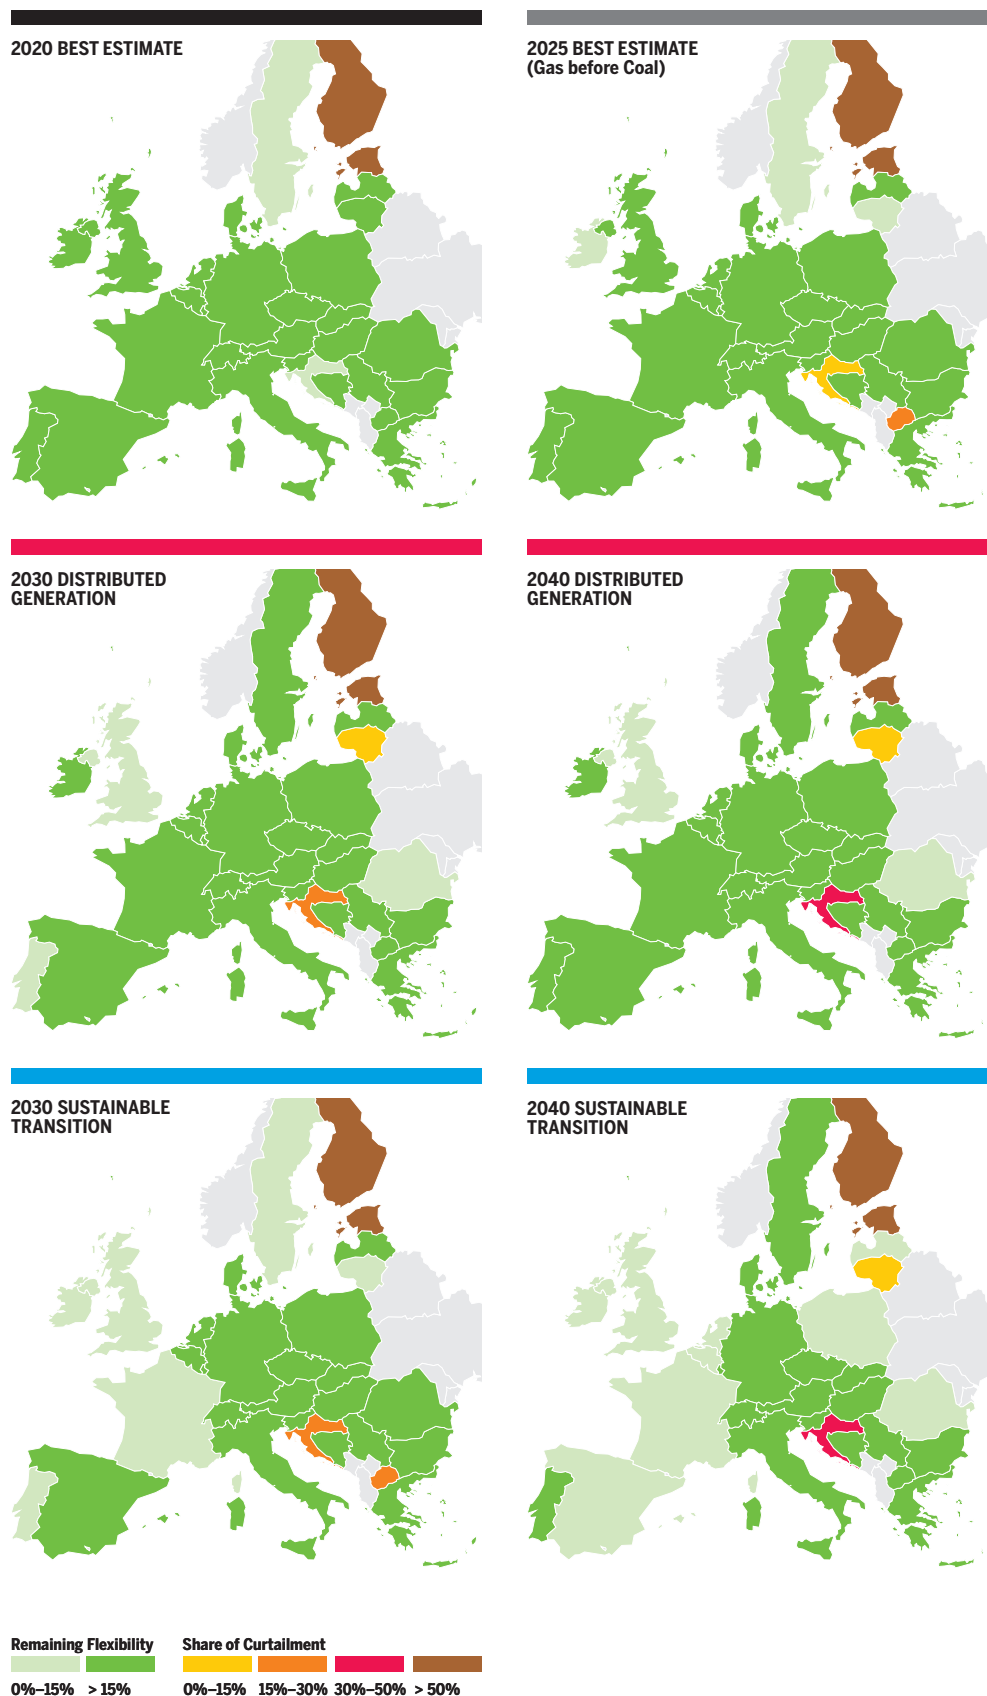 2020 BEST ESTIMATE
2025 BEST ESTIMATE
(Gas before Coal)
2030 DISTRIBUTED
GENERATION
2040 DISTRIBUTED
GENERATION
2030 SUSTAINABLE
TRANSITION
2040 SUSTAINABLE
TRANSITION
Remaining Flexibility
0%–15% > 15%
Share of Curtailment
0%–15% 15%–30% 30%–50% > 50%